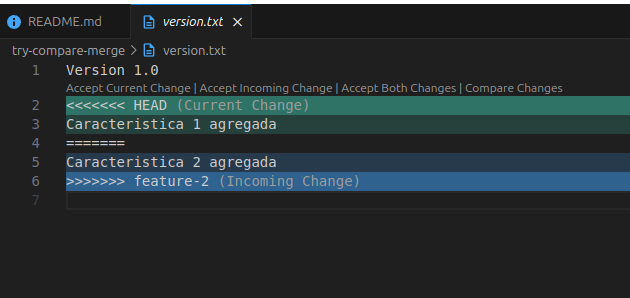 README.md version.txt
try-compare-merge > version.txt
1 Version 1.0
Accept Current Change | Accept Incoming Change | Accept Both Changes | Compare Changes
2 <<<<<<< HEAD (Current Change)
3 Caracteristica 1 agregada
4 =======
5 Caracteristica 2 agregada
6 >>>>>>> feature-2 (Incoming Change)
7